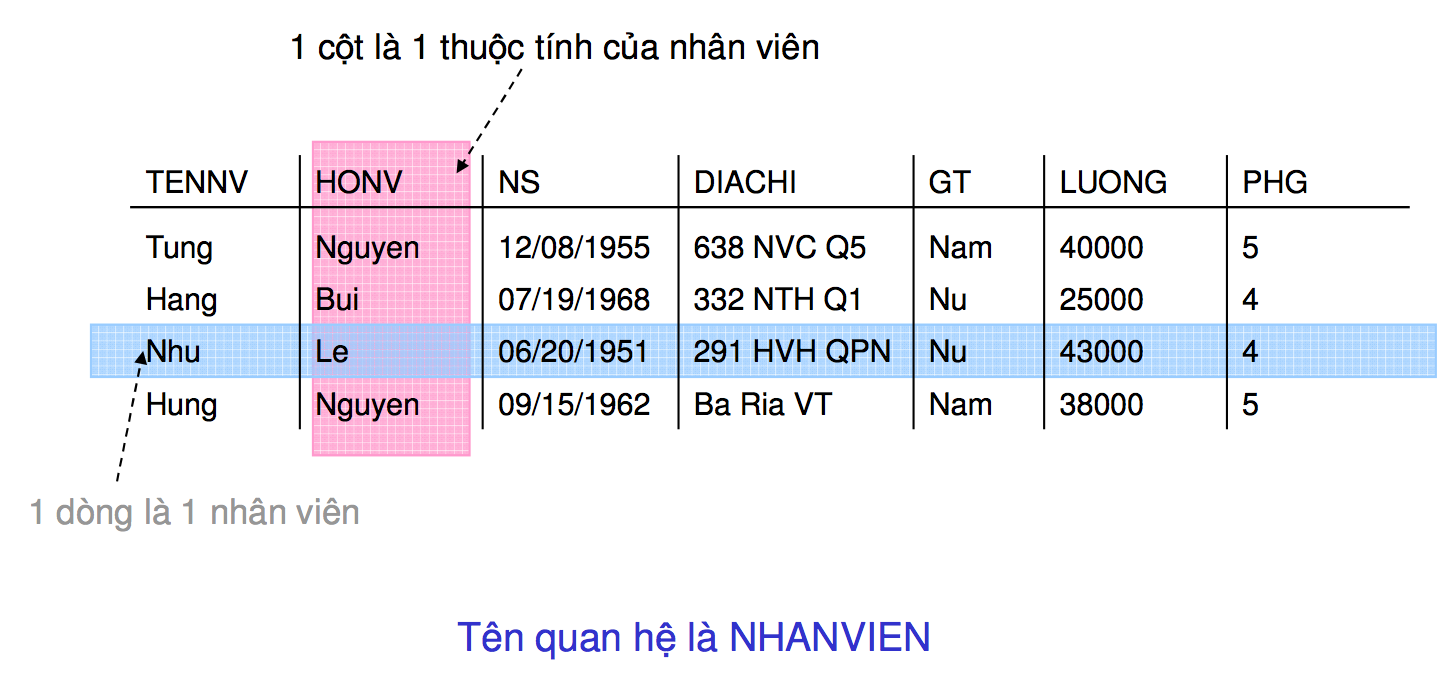 1 cột là 1 thuộc tính của nhân viên
TENNV HONV NS DIACHI GT LUONG PHG
Tung Nguyen 12/08/1955 638 NVC Q5 Nam 40000 5
Hang Bui 07/19/1968 332 NTH Q1 Nu 25000 4
Nhu Le 06/20/1951 291 HVH QPN Nu 43000 4
Hung Nguyen 09/15/1962 Ba Ria VT Nam 38000 5
1 dòng là 1 nhân viên
Tên quan hệ là NHANVIEN